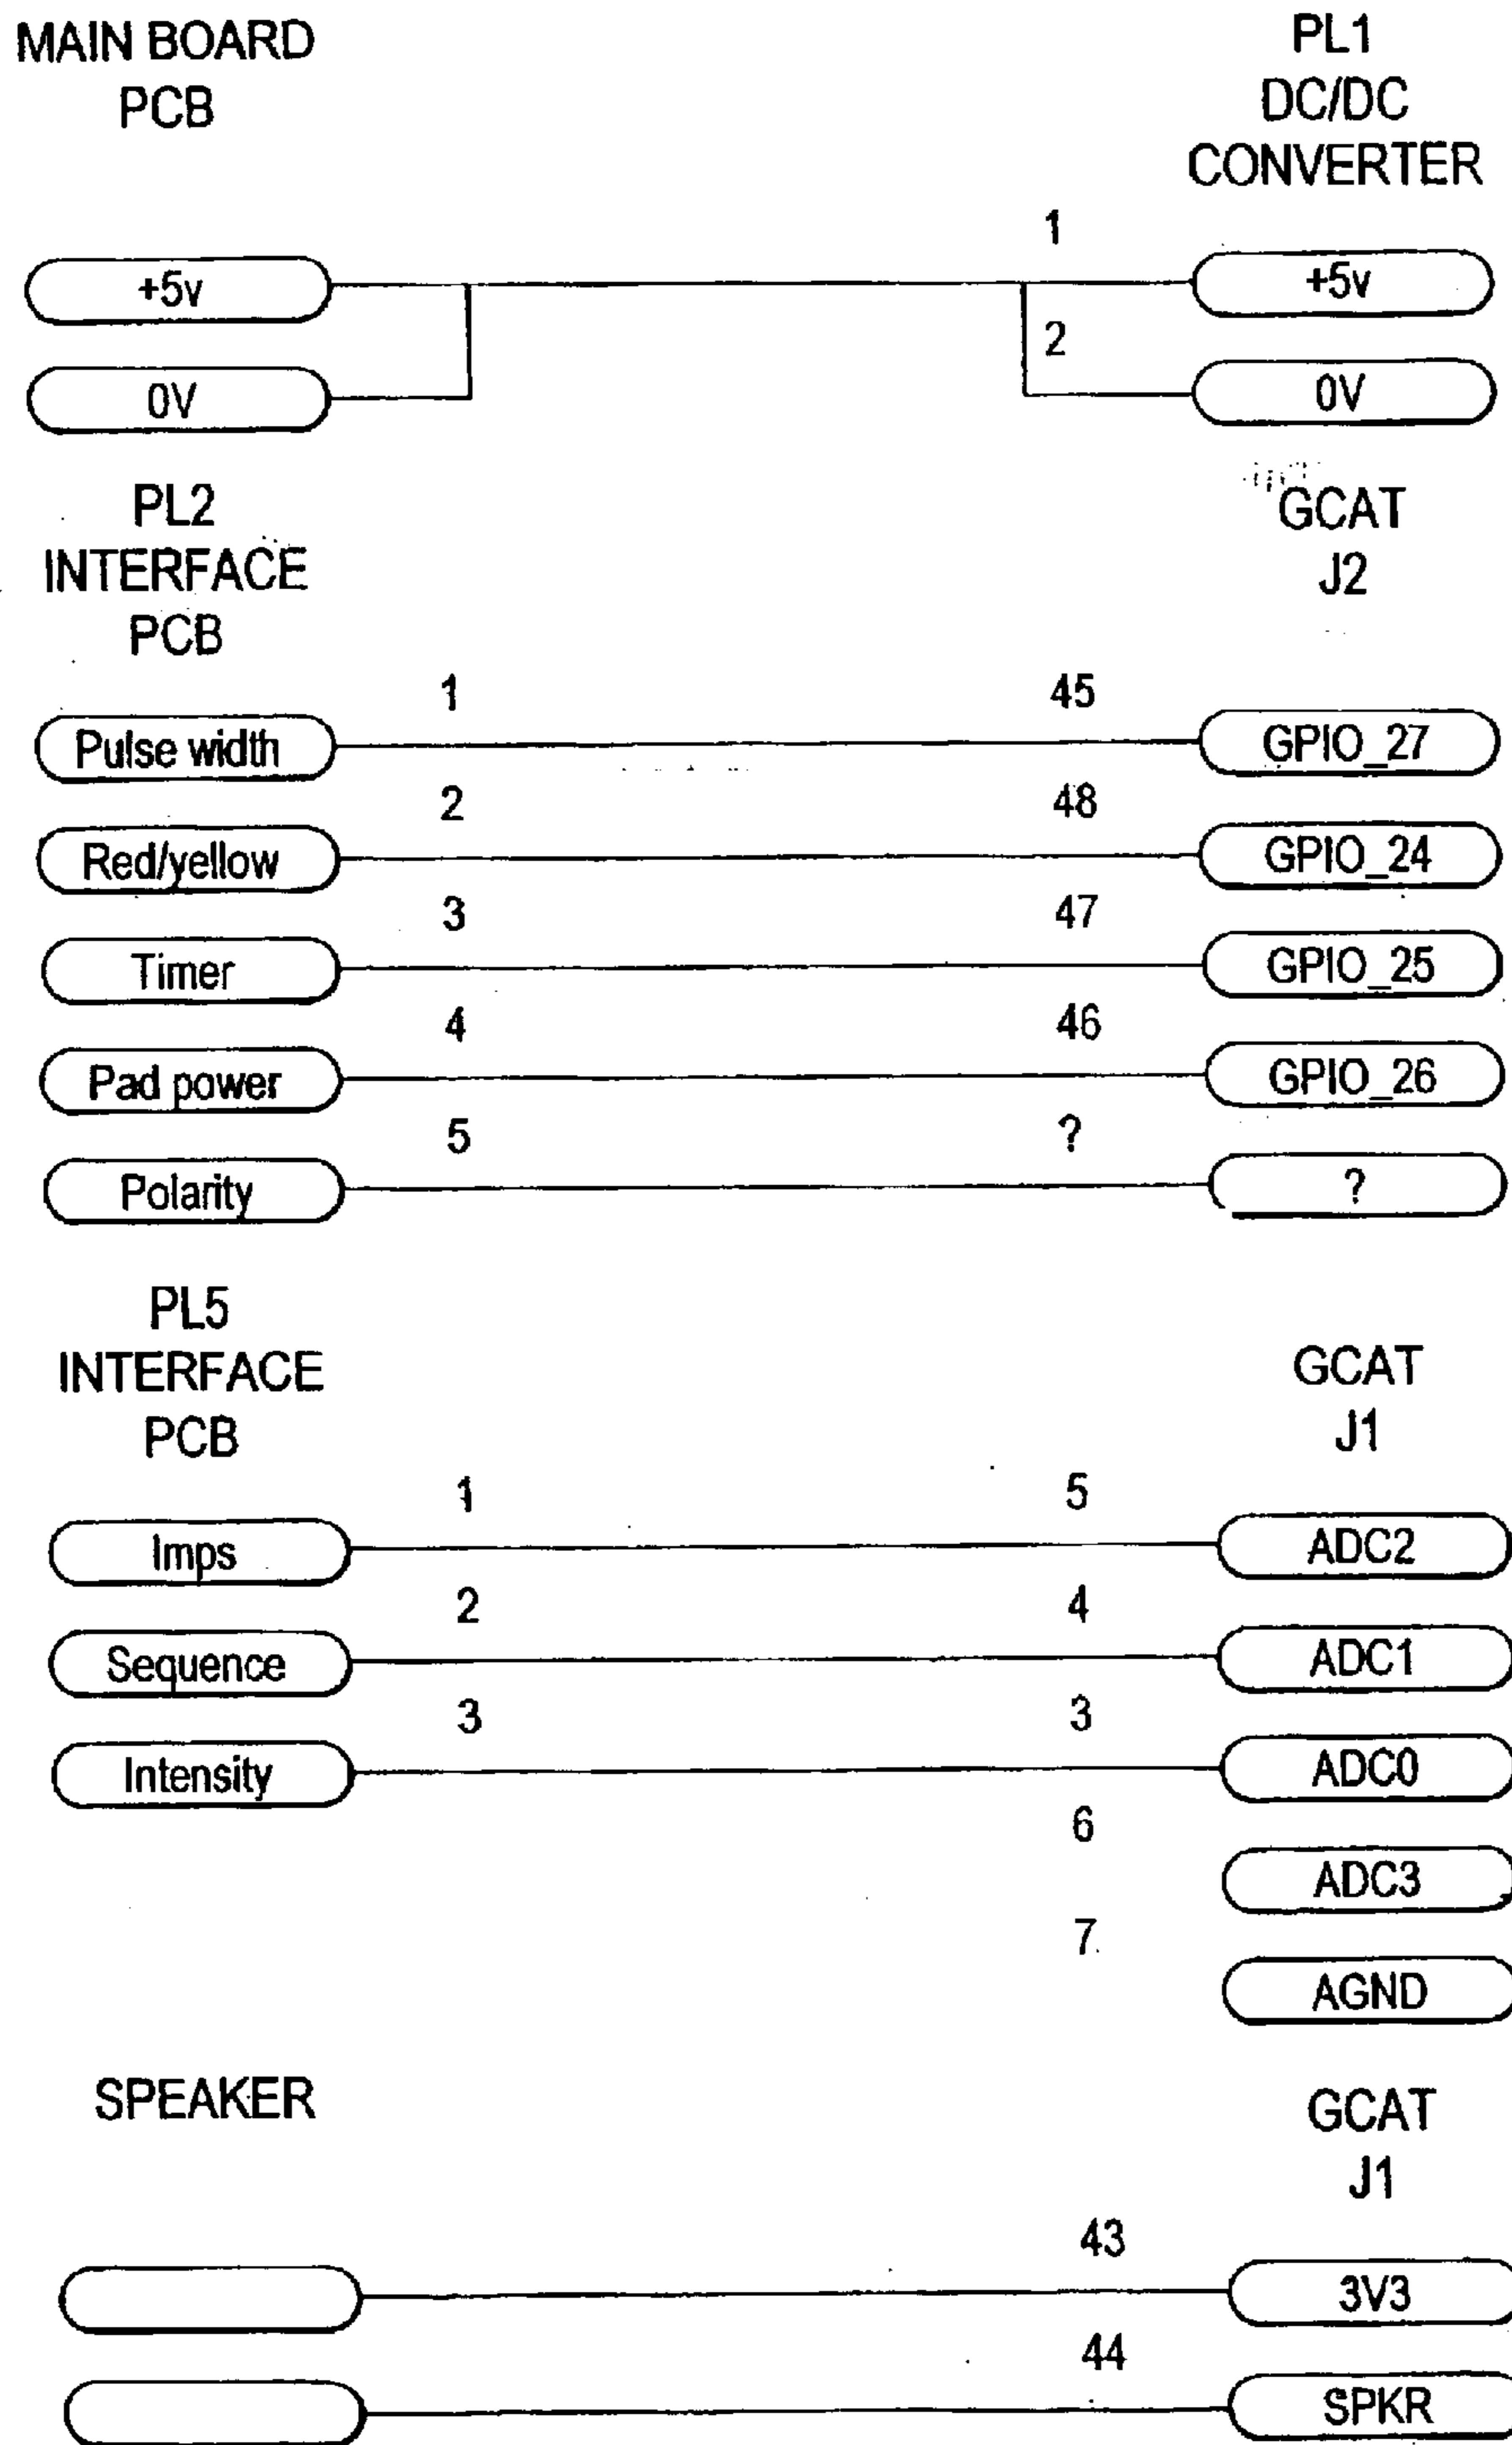 MAIN BOARD
PCB
PL1
DC/DC
CONVERTER
1
+5v
+5v
2
0V
0V
PL2
INTERFACE
PCB
GCAT
J2
1
45
Pulse width
GPIO_27
2
48
Red/yellow
GPIO_24
3
47
Timer
GPIO_25
4
46
Pad power
GPIO_26
5
?
Polarity
?
PL5
INTERFACE
PCB
GCAT
J1
1
5
Imps
ADC2
2
4
Sequence
ADC1
3
3
Intensity
ADC0
6
ADC3
7
AGND
SPEAKER
GCAT
J1
43
3V3
44
SPKR